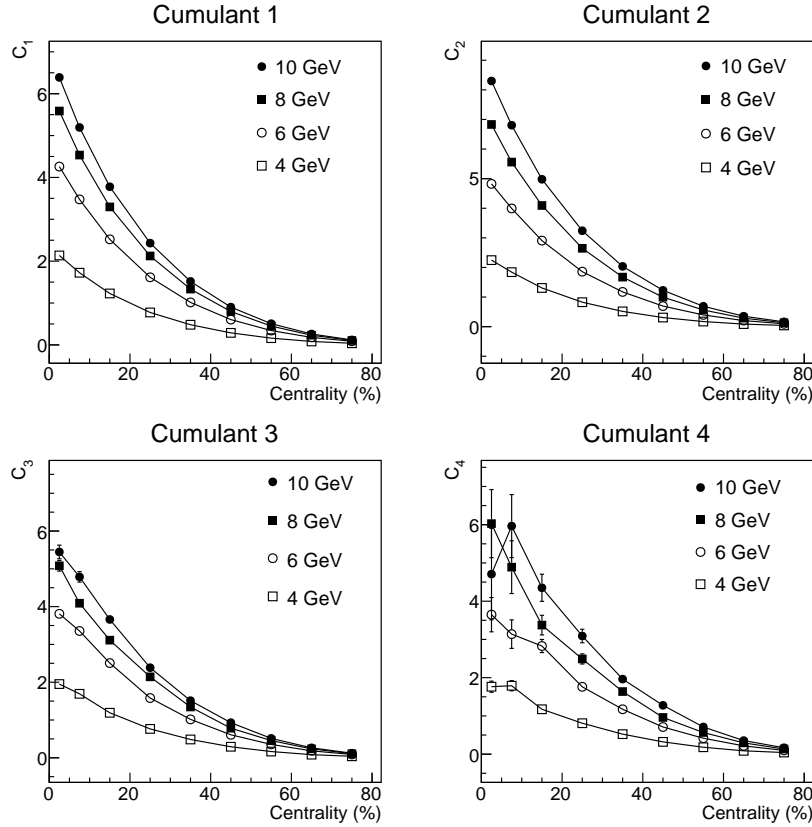 Cumulant 1
C1
10 GeV
8 GeV
6 GeV
4 GeV
6
4
2
0
0 20 40 60 80
Centrality (%)
Cumulant 2
C2
10 GeV
8 GeV
6 GeV
4 GeV
5
0
0 20 40 60 80
Centrality (%)
Cumulant 3
C3
10 GeV
8 GeV
6 GeV
4 GeV
6
4
2
0
0 20 40 60 80
Centrality (%)
Cumulant 4
C4
10 GeV
8 GeV
6 GeV
4 GeV
6
4
2
0
0 20 40 60 80
Centrality (%)